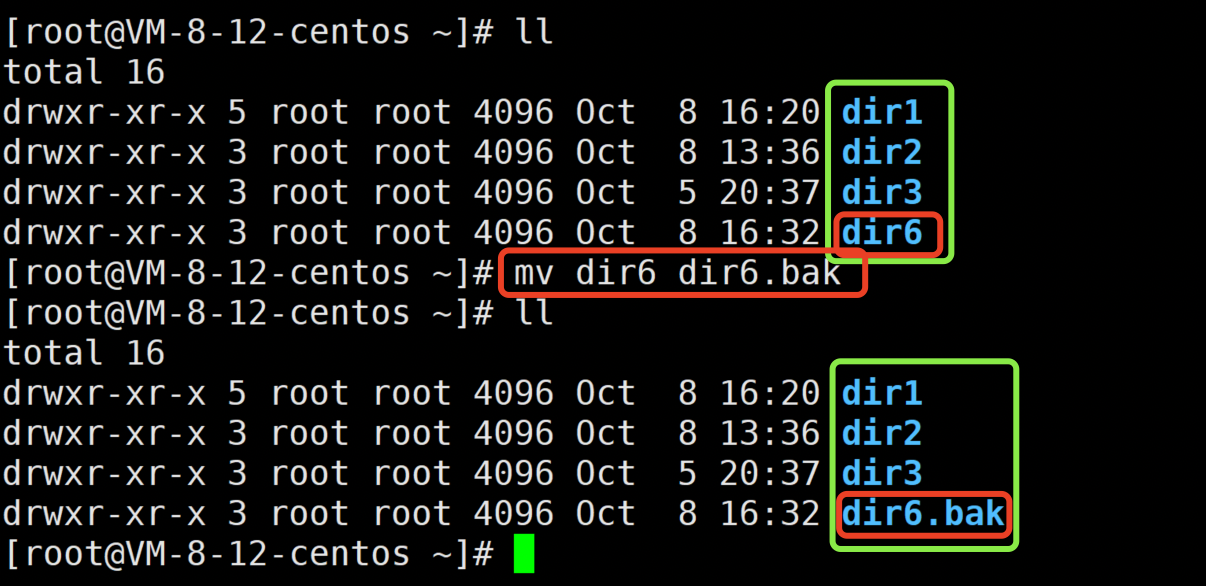 [root@VM-8-12-centos ~]# ll
total 16
drwxr-xr-x 5 root root 4096 Oct  8 16:20 dir1
drwxr-xr-x 3 root root 4096 Oct  8 13:36 dir2
drwxr-xr-x 3 root root 4096 Oct  5 20:37 dir3
drwxr-xr-x 3 root root 4096 Oct  8 16:32 dir6
[root@VM-8-12-centos ~]# mv dir6 dir6.bak
[root@VM-8-12-centos ~]# ll
total 16
drwxr-xr-x 5 root root 4096 Oct  8 16:20 dir1
drwxr-xr-x 3 root root 4096 Oct  8 13:36 dir2
drwxr-xr-x 3 root root 4096 Oct  5 20:37 dir3
drwxr-xr-x 3 root root 4096 Oct  8 16:32 dir6.bak
[root@VM-8-12-centos ~]#